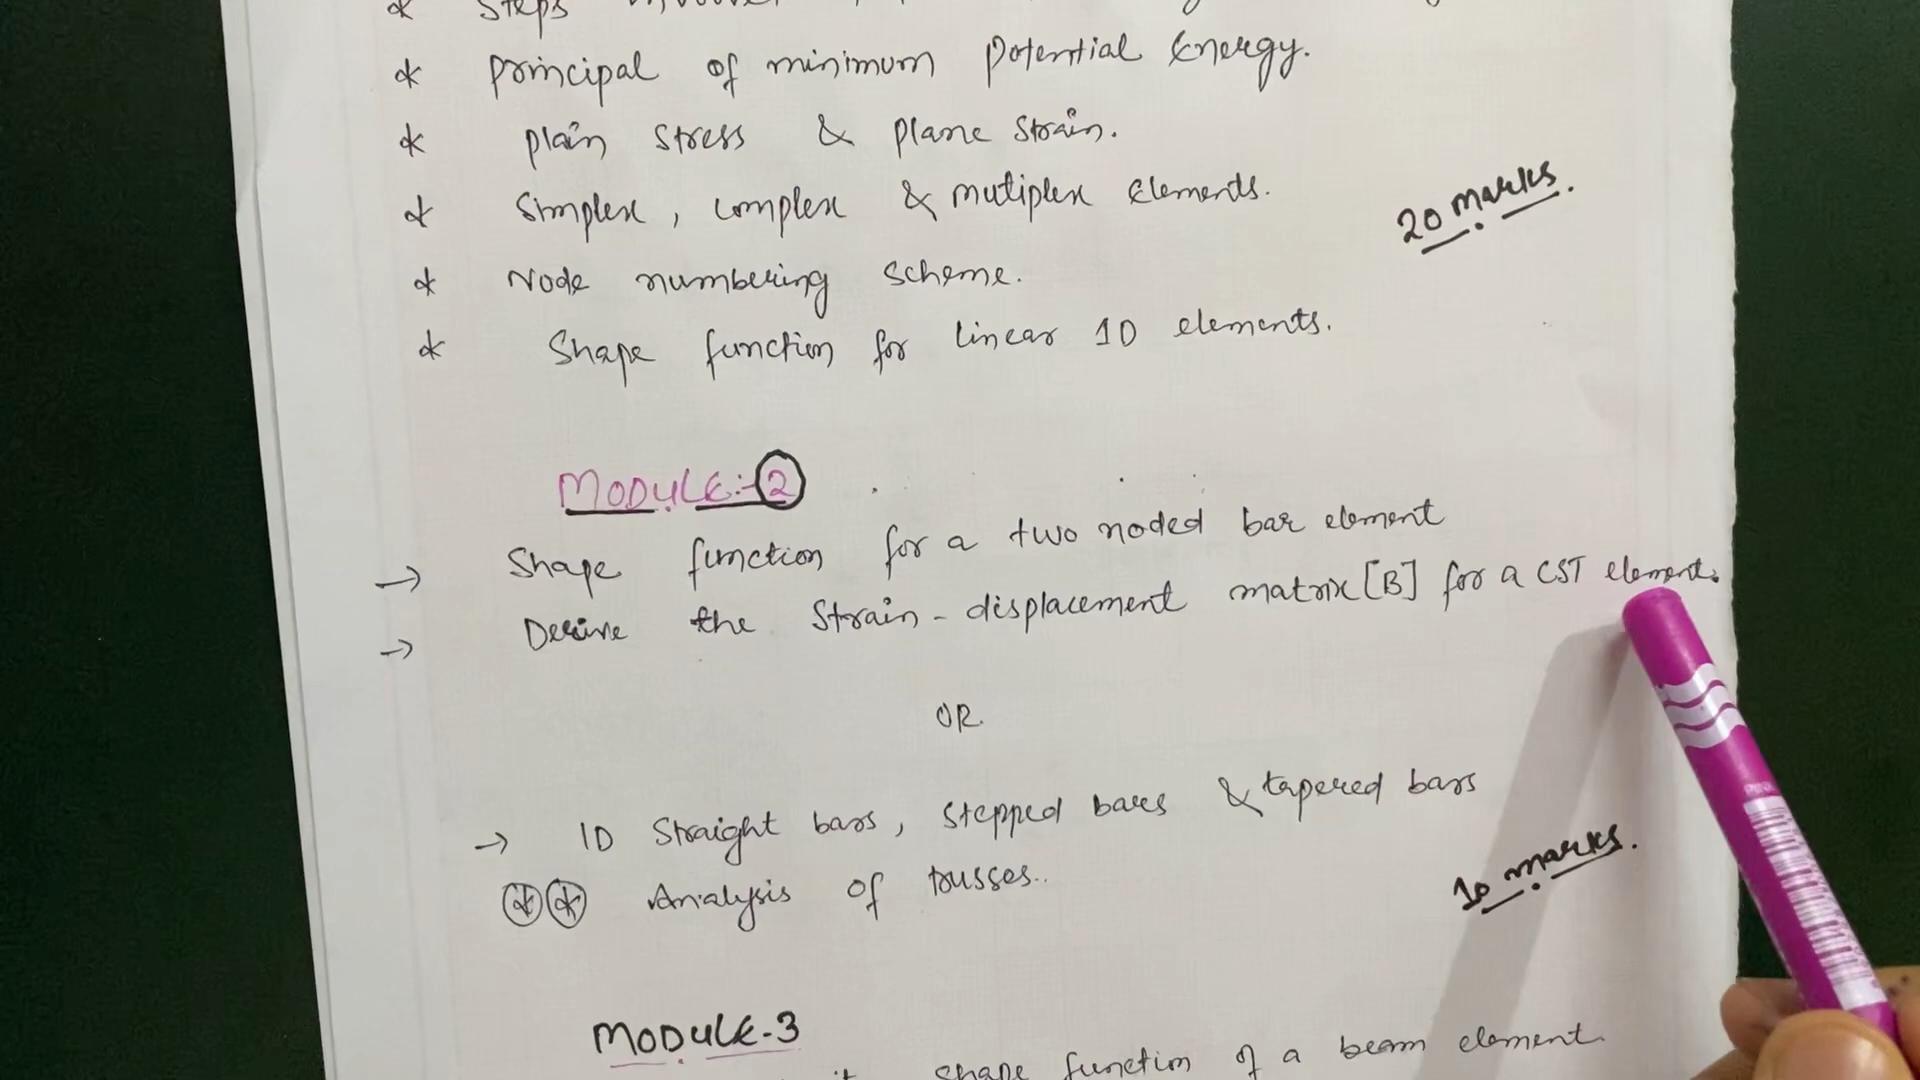 * Steps
* Principal of minimum Potential Energy.
* Plain Stress & Plane Strain.
* Simplex, Complex & Mutiplex Elements.
20 marks.
* Node numbering Scheme.
* Shape function for linear 1D elements.
MODULE:-2
→ Shape function for a two noded bar element
→ Derive the Strain-displacement matrix [B] for a CST element.
OR
→ 1D Straight bars, Stepped bars & tapered bars
10 marks.
** Analysis of trusses..
MODULE-3
shape function of a beam element.